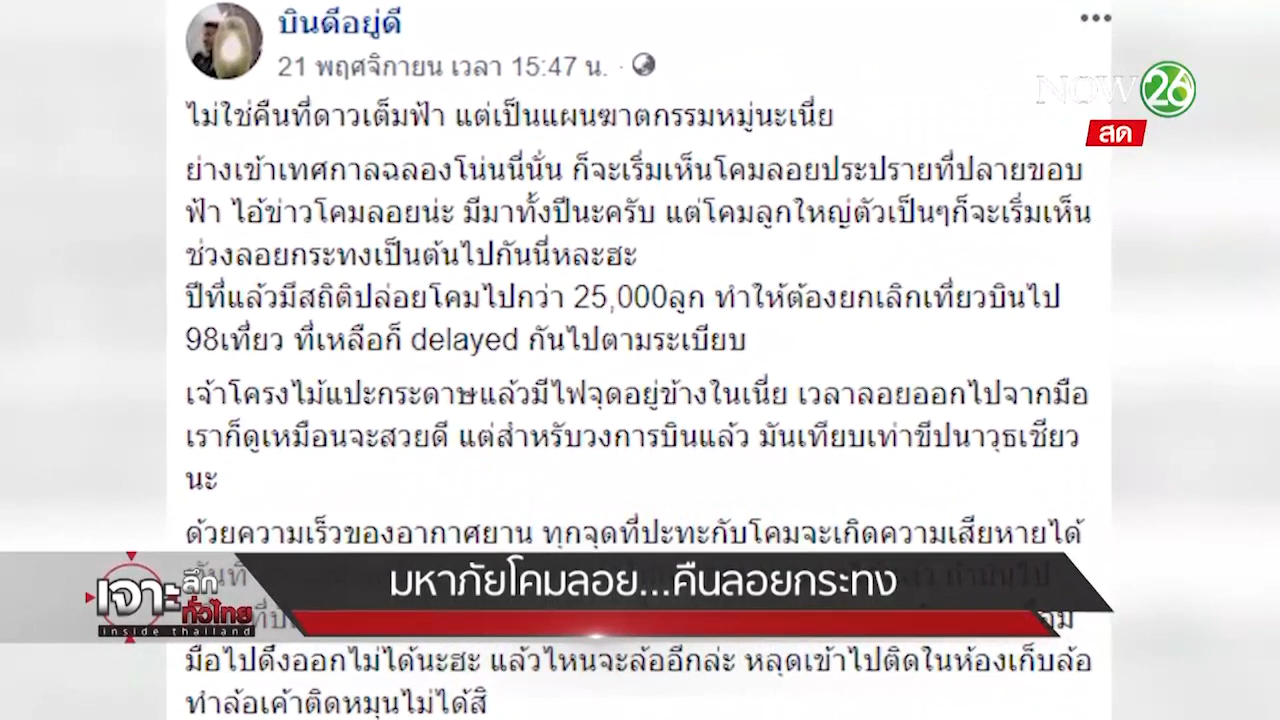 บินดีอยู่ดี
21 พฤศจิกายน เวลา 15:47 น. ·
NOW 26
สด
ไม่ใช่คืนที่ดาวเต็มฟ้า แต่เป็นแผนฆาตกรรมหมู่นะเนี่ย
ย่างเข้าเทศกาลฉลองโน่นนี่นั่น ก็จะเริ่มเห็นโคมลอยประปรายที่ปลายขอบ
ฟ้า ไอ้ข่าวโคมลอยน่ะ มีมาทั้งปีนะครับ แต่โคมลูกใหญ่ตัวเป็นๆก็จะเริ่มเห็น
ช่วงลอยกระทงเป็นต้นไปกันนี่หละฮะ
ปีที่แล้วมีสถิติปล่อยโคมไปกว่า 25,000ลูก ทำให้ต้องยกเลิกเที่ยวบินไป
98เที่ยว ที่เหลือก็ delayed กันไปตามระเบียบ
เจ้าโครงไม้แปะกระดาษแล้วมีไฟจุดอยู่ข้างในเนี่ย เวลาลอยออกไปจากมือ
เราก็ดูเหมือนจะสวยดี แต่สำหรับวงการบินแล้ว มันเทียบเท่าขีปนาวุธเชียว
นะ
ด้วยความเร็วของอากาศยาน ทุกจุดที่ปะทะกับโคมจะเกิดความเสียหายได้
มหาภัยโคมลอย...คืนลอยกระทง
เจาะลึกทั่วไทย
inside thailand
มือไปดึงออกไม่ได้นะฮะ แล้วไหนจะล้ออีกล่ะ หลุดเข้าไปติดในห้องเก็บล้อ
ทำล้อเค้าติดหมุนไม่ได้สิ